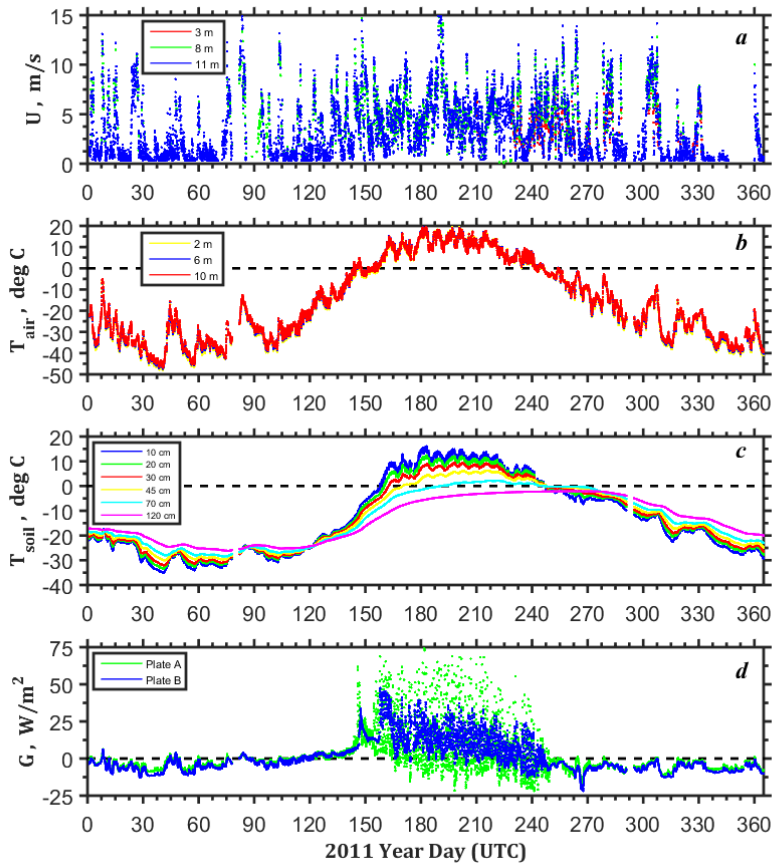 15
10
5
0
U , m/s
3 m
8 m
11 m
a
0 30 60 90 120 150 180 210 240 270 300 330 360
20
10
0
-10
-20
-30
-40
-50
T_air , deg C
2 m
6 m
10 m
b
0 30 60 90 120 150 180 210 240 270 300 330 360
20
10
0
-10
-20
-30
-40
T_soil , deg C
10 cm
20 cm
30 cm
45 cm
70 cm
120 cm
c
0 30 60 90 120 150 180 210 240 270 300 330 360
75
50
25
0
-25
G , W/m²
Plate A
Plate B
d
0 30 60 90 120 150 180 210 240 270 300 330 360
2011 Year Day (UTC)